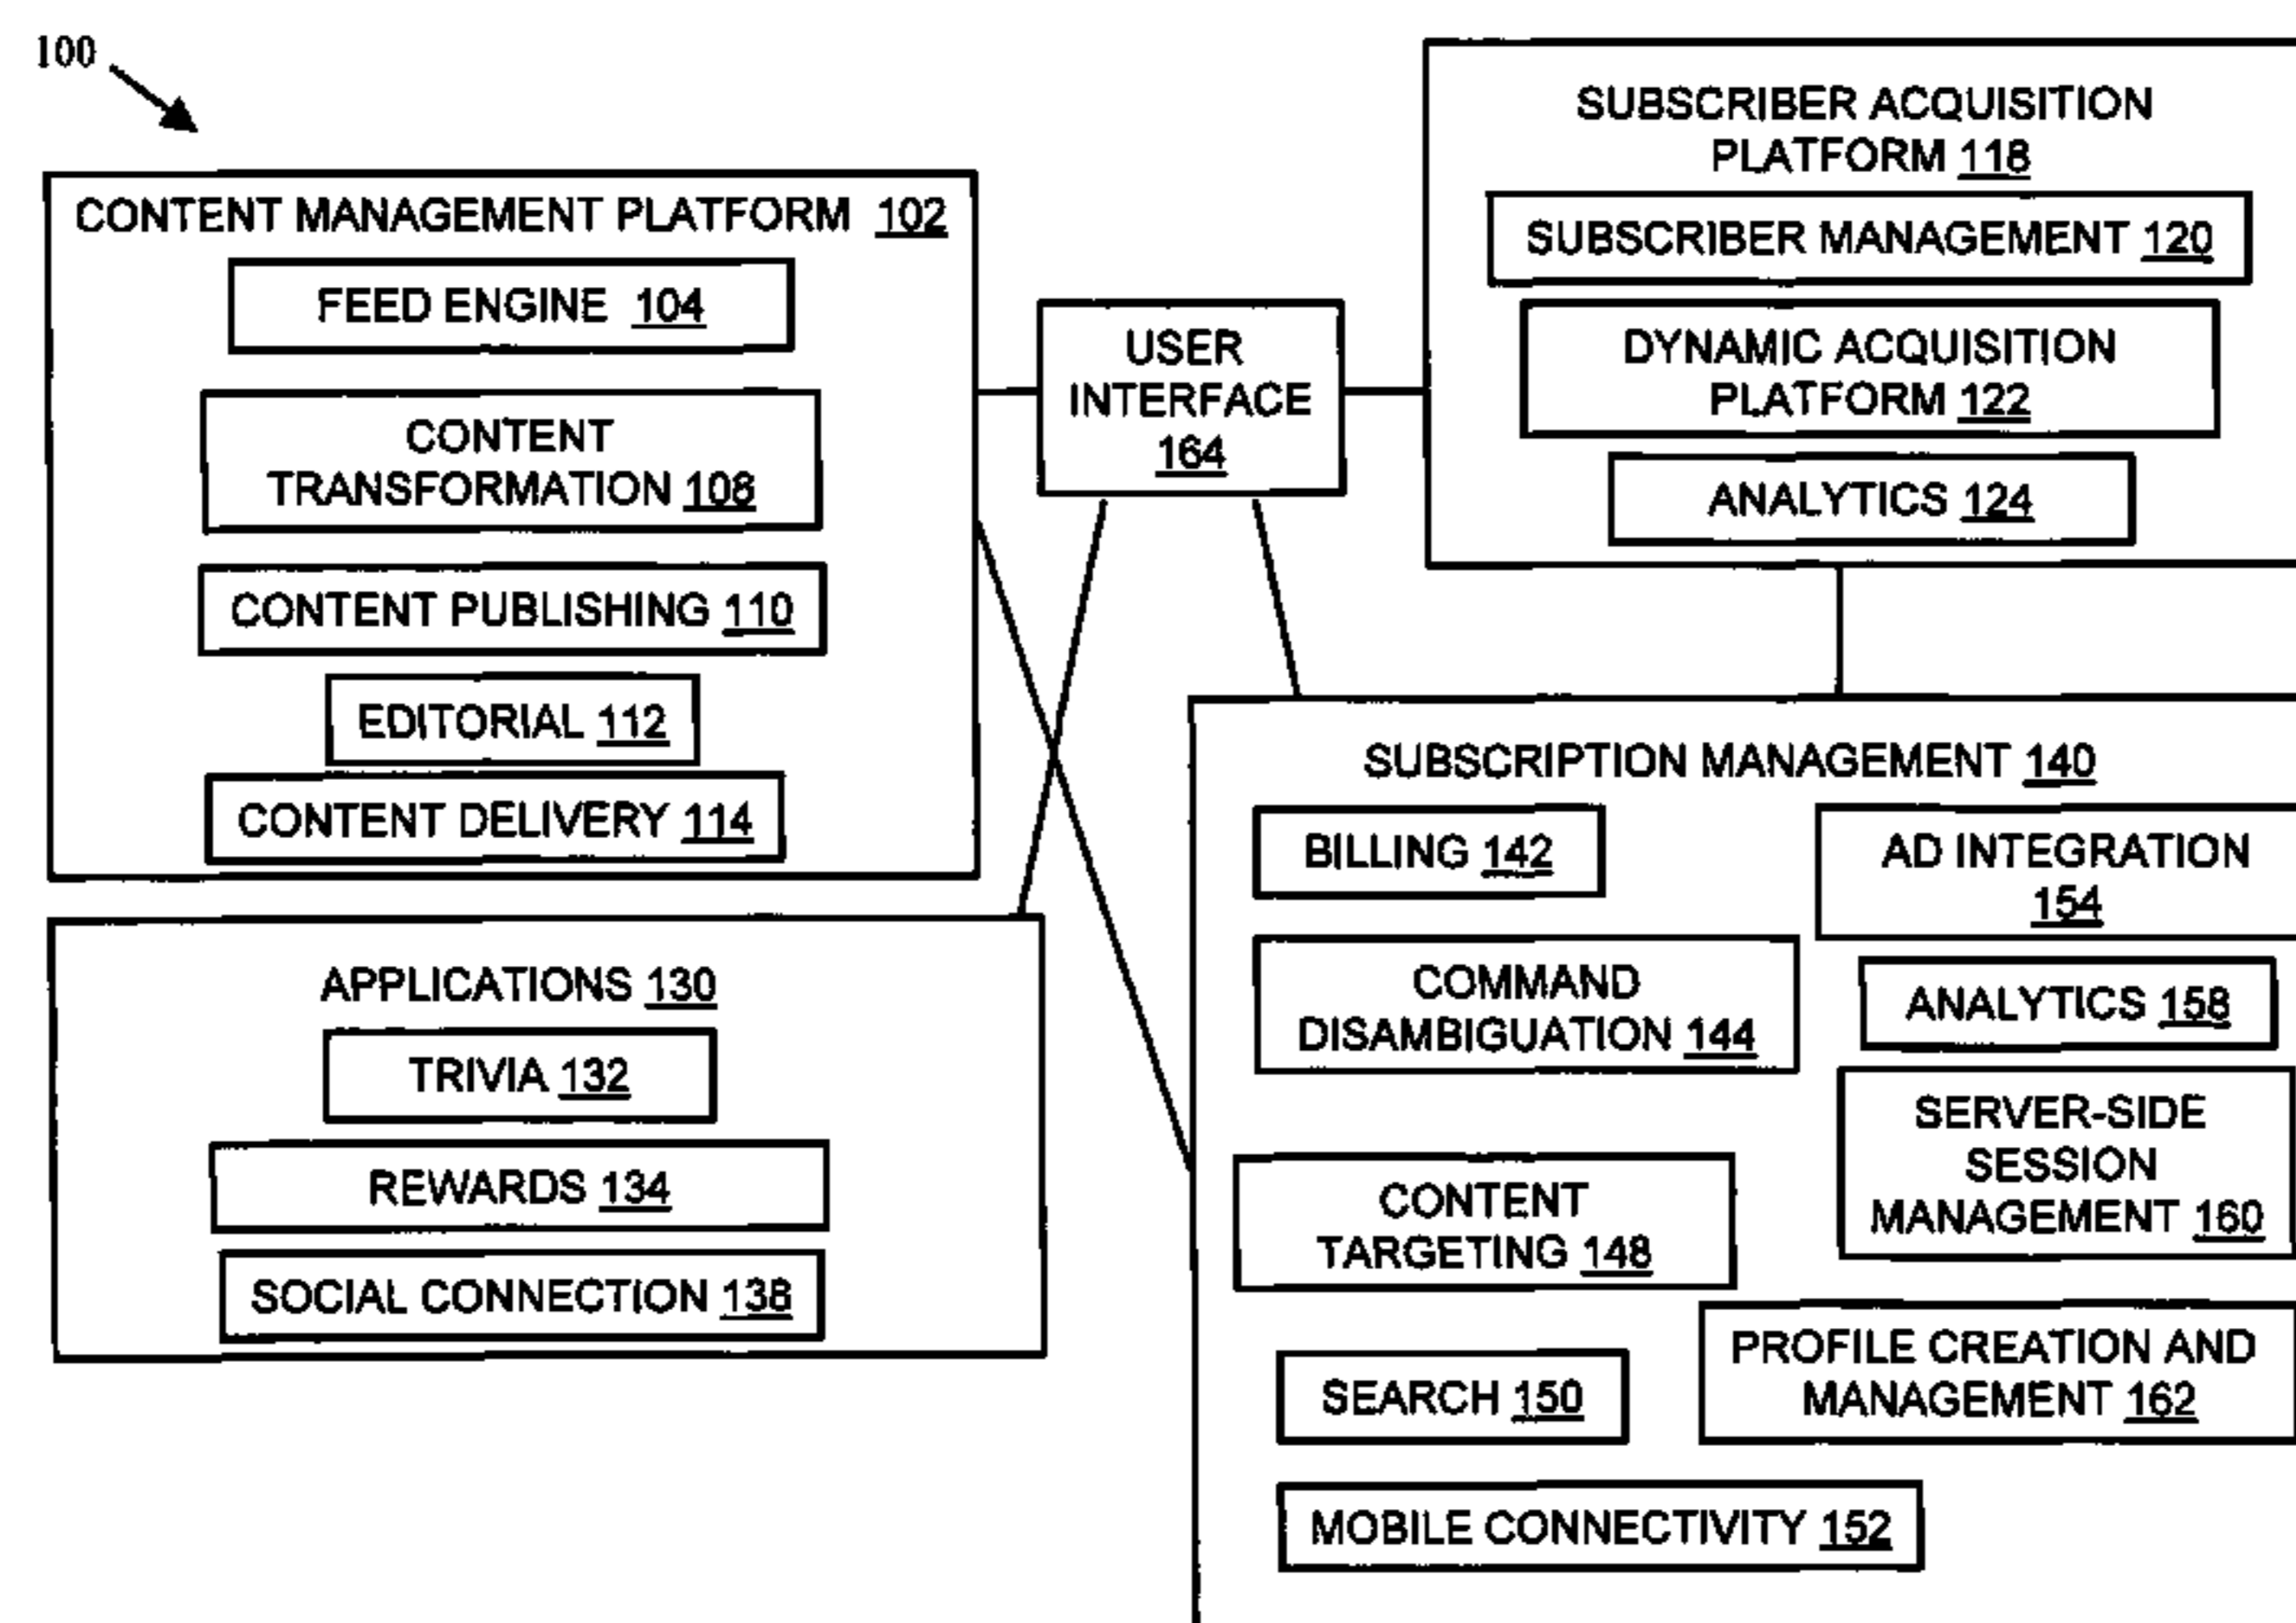 100
CONTENT MANAGEMENT PLATFORM 102
FEED ENGINE 104
CONTENT
TRANSFORMATION 108
CONTENT PUBLISHING 110
EDITORIAL 112
CONTENT DELIVERY 114
APPLICATIONS 130
TRIVIA 132
REWARDS 134
SOCIAL CONNECTION 138
USER
INTERFACE
164
SUBSCRIBER ACQUISITION
PLATFORM 118
SUBSCRIBER MANAGEMENT 120
DYNAMIC ACQUISITION
PLATFORM 122
ANALYTICS 124
SUBSCRIPTION MANAGEMENT 140
BILLING 142
COMMAND
DISAMBIGUATION 144
CONTENT
TARGETING 148
SEARCH 150
MOBILE CONNECTIVITY 152
AD INTEGRATION
154
ANALYTICS 158
SERVER-SIDE
SESSION
MANAGEMENT 160
PROFILE CREATION AND
MANAGEMENT 162